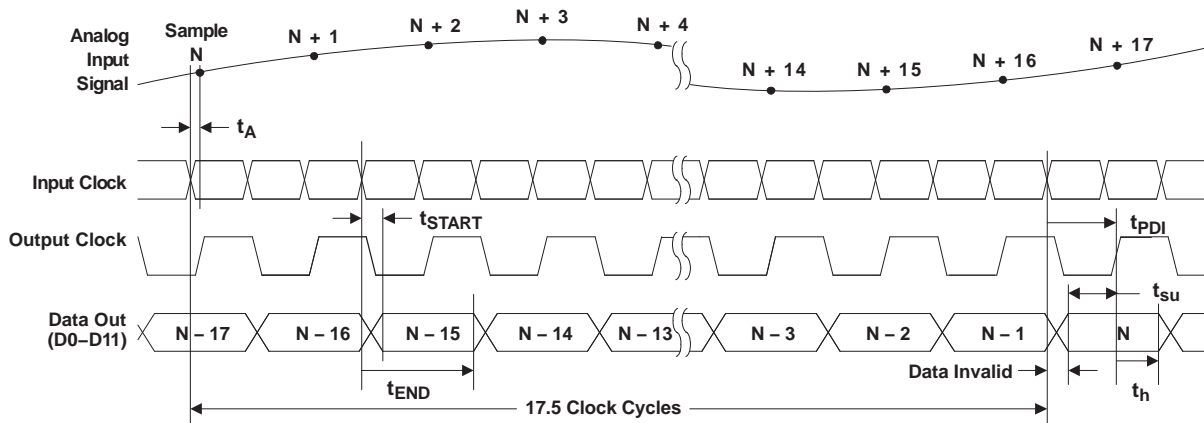 Analog
Input
Signal
Sample
N
N + 1
N + 2
N + 3
N + 4
N + 14
N + 15
N + 16
N + 17
tA
Input Clock
tSTART
tPDI
Output Clock
tsu
Data Out
(D0–D11)
N – 17
N – 16
N – 15
N – 14
N – 13
N – 3
N – 2
N – 1
N
Data Invalid
th
tEND
17.5 Clock Cycles